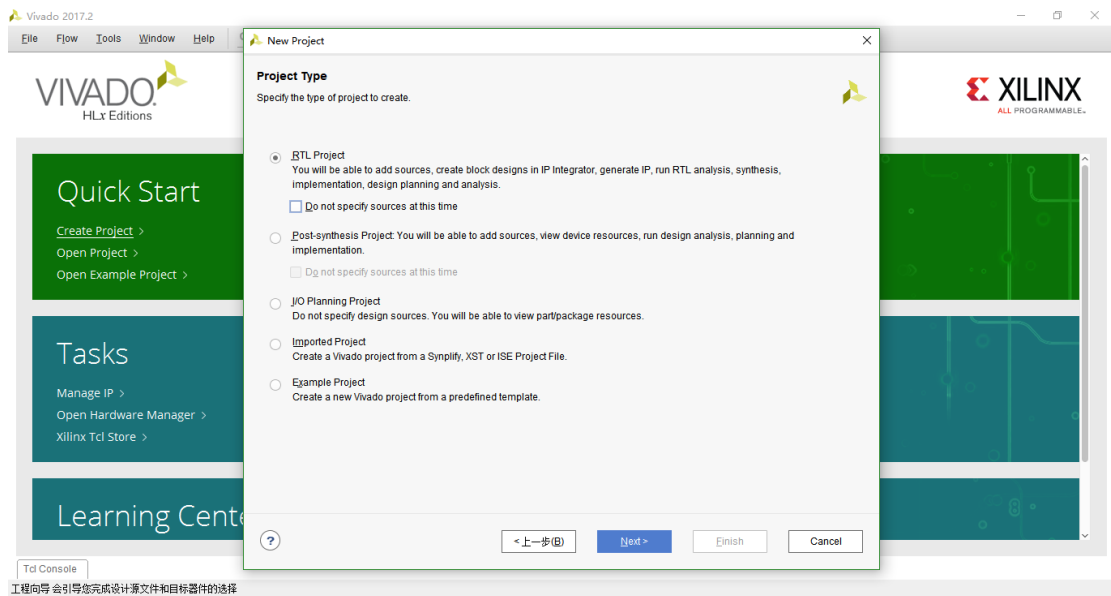 Vivado 2017.2
File Flow Tools Window Help
New Project
VIVADO.
HLx Editions
XILINX
ALL PROGRAMMABLE.
Project Type
Specify the type of project to create.
RTL Project
You will be able to add sources, create block designs in IP Integrator, generate IP, run RTL analysis, synthesis,
implementation, design planning and analysis.
Do not specify sources at this time
Post-synthesis Project: You will be able to add sources, view device resources, run design analysis, planning and
implementation.
Do not specify sources at this time
I/O Planning Project
Do not specify design sources. You will be able to view part/package resources.
Imported Project
Create a Vivado project from a Synplify, XST or ISE Project File.
Example Project
Create a new Vivado project from a predefined template.
? <上一步(B) Next > Finish Cancel
Quick Start
Create Project >
Open Project >
Open Example Project >
Tasks
Manage IP >
Open Hardware Manager >
Xilinx Tcl Store >
Learning Cent
Tcl Console
工程向导 会引导您完成设计源文件和目标器件的选择